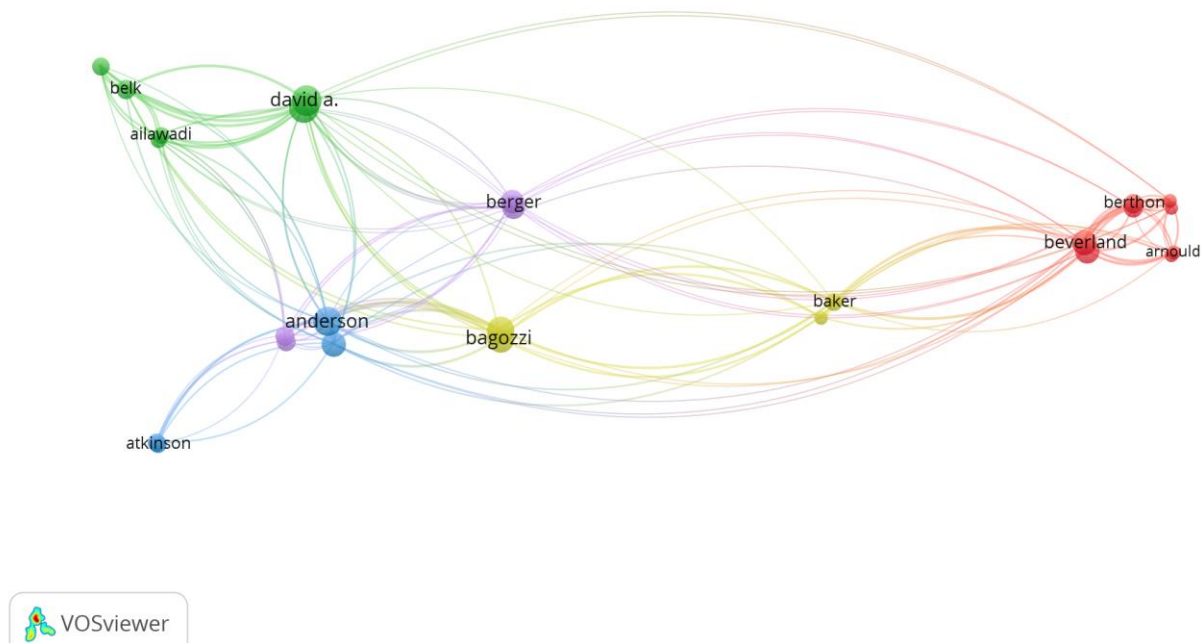 belk
david a.
ailawadi
berger
berthon
beverland
arnould
baker
anderson
bagozzi
atkinson
VOSviewer